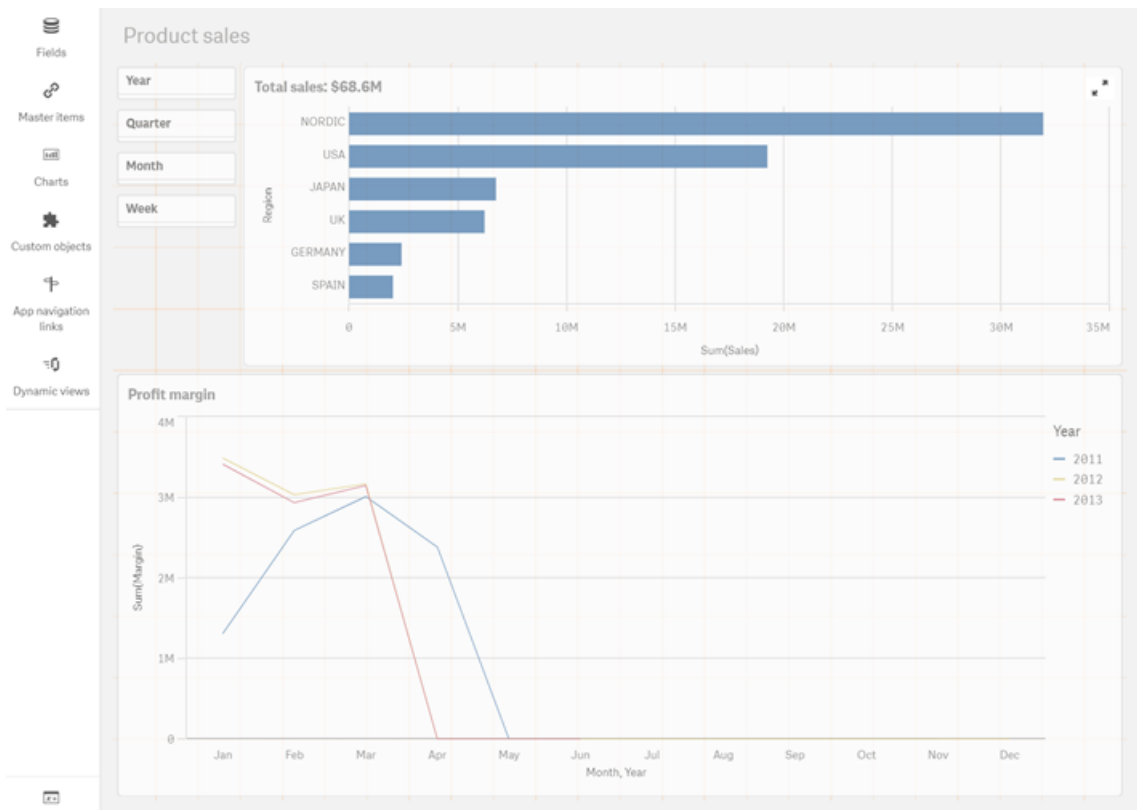 Fields
Master items
Charts
Custom objects
App navigation
links
Dynamic views
Product sales
Year
Quarter
Month
Week
Total sales: $68.6M
Region
NORDIC
USA
JAPAN
UK
GERMANY
SPAIN
0 5M 10M 15M 20M 25M 30M 35M
Sum(Sales)
Profit margin
Sum(Margin)
4M
3M
2M
1M
0
Jan Feb Mar Apr May Jun Jul Aug Sep Oct Nov Dec
Month, Year
Year
2011
2012
2013